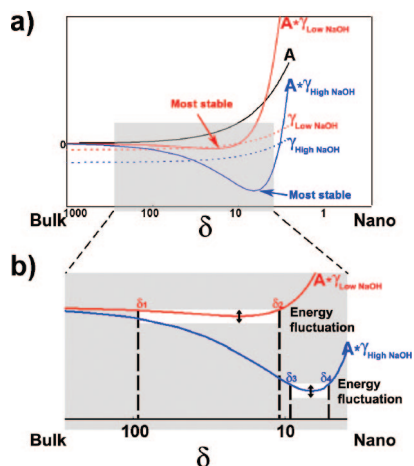 a)
A*γLow NaOH
A
A*γHigh NaOH
γLow NaOH
γHigh NaOH
Most stable
0
Most stable
Bulk 1000 100 10 1 Nano
δ
b)
A*γLow NaOH
δ1 δ2
Energy
fluctuation
A*γHigh NaOH
δ3 δ4
Energy
fluctuation
Bulk 100 10 Nano
δ